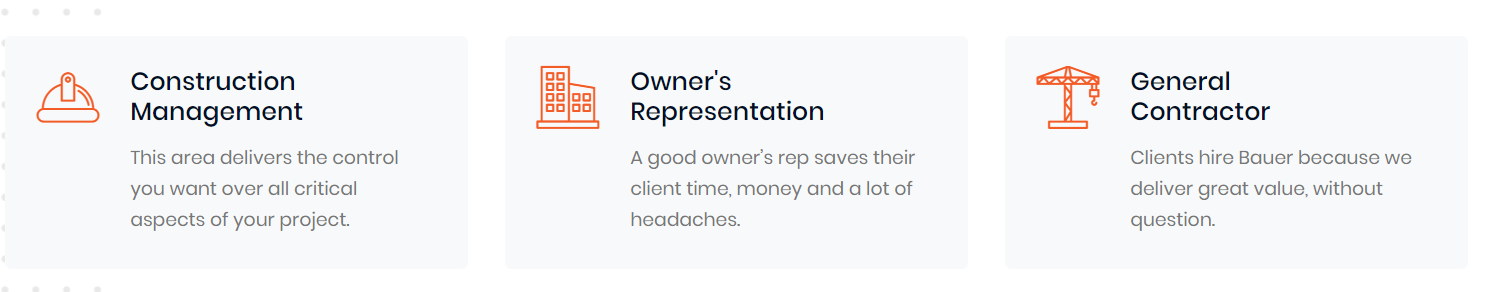 Construction
Management
This area delivers the control
you want over all critical
aspects of your project.
Owner's
Representation
A good owner’s rep saves their
client time, money and a lot of
headaches.
General
Contractor
Clients hire Bauer because we
deliver great value, without
question.